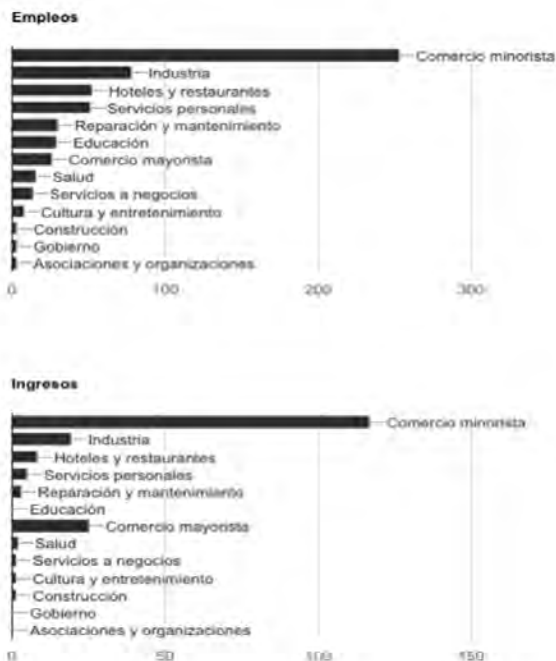 Empleos
Comercio minorista
Industria
Hoteles y restaurantes
Servicios personales
Reparación y mantenimiento
Educación
Comercio mayorista
Salud
Servicios a negocios
Cultura y entretenimiento
Construcción
Gobierno
Asociaciones y organizaciones
0 100 200 300
Ingresos
Comercio minorista
Industria
Hoteles y restaurantes
Servicios personales
Reparación y mantenimiento
Educación
Comercio mayorista
Salud
Servicios a negocios
Cultura y entretenimiento
Construcción
Gobierno
Asociaciones y organizaciones
0 50 100 150